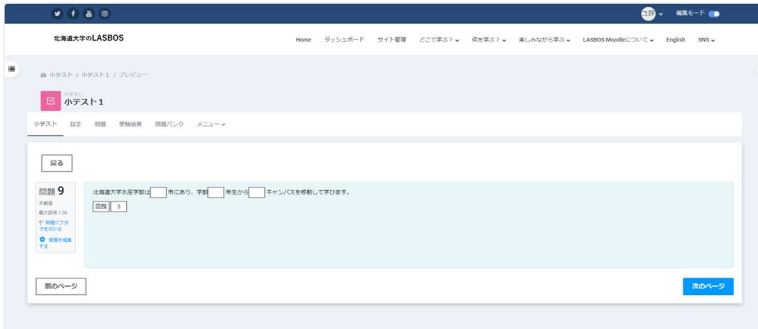 編集モード
北海道大学のLASBOS
Home ダッシュボード サイト管理 どこで学ぶ? 何を学ぶ? 楽しみながら学ぶ LASBOS Moodleについて English SNS
小テスト / 小テスト1 / プレビュー
小テスト
小テスト1
小テスト 設定 問題 受験結果 問題バンク メニュー
戻る
問題 9
未解答
最大評点 1.00
問題にフラグを付ける
問題を編集する
北海道大学水産学部は 市にあり、学部 年生から キャンパスを移動して学びます。
函館 3
前のページ
次のページ